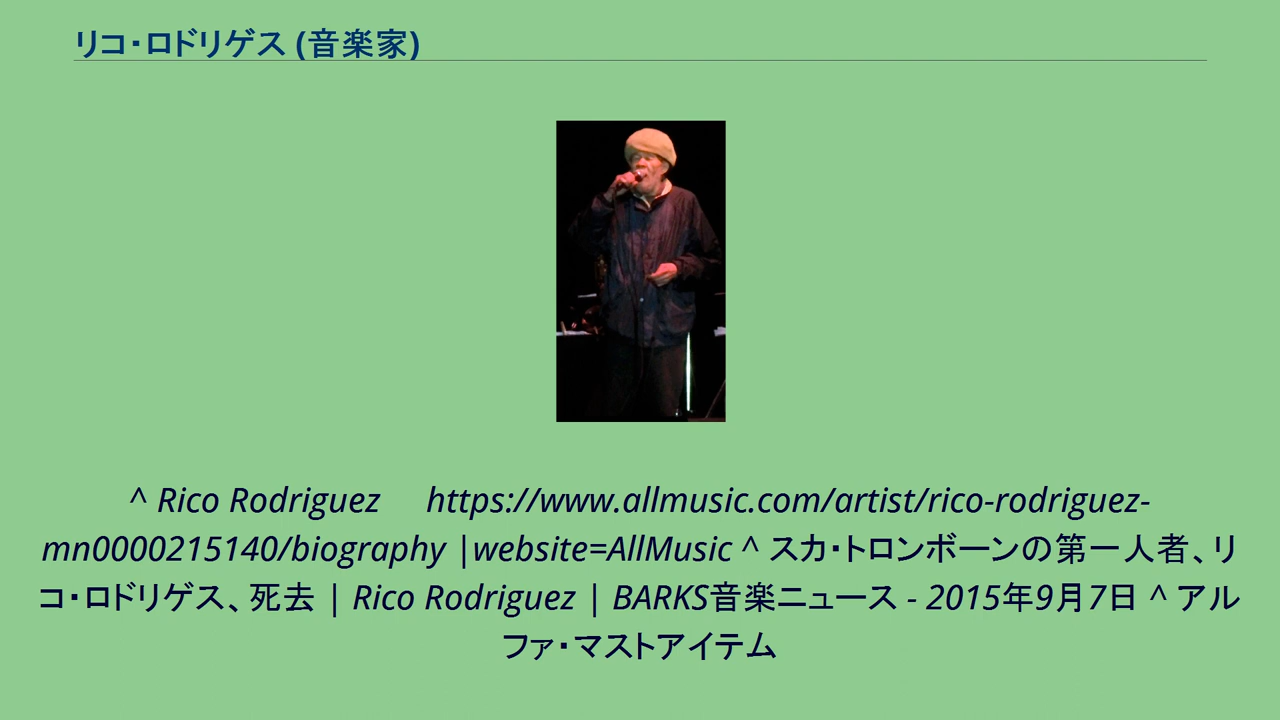 リコ・ロドリゲス (音楽家)
^ Rico Rodriguez　 https://www.allmusic.com/artist/rico-rodriguez-
mn0000215140/biography |website=AllMusic ^ スカ・トロンボーンの第一人者、リ
コ・ロドリゲス、死去 | Rico Rodriguez | BARKS音楽ニュース - 2015年9月7日 ^ アル
ファ・マストアイテム